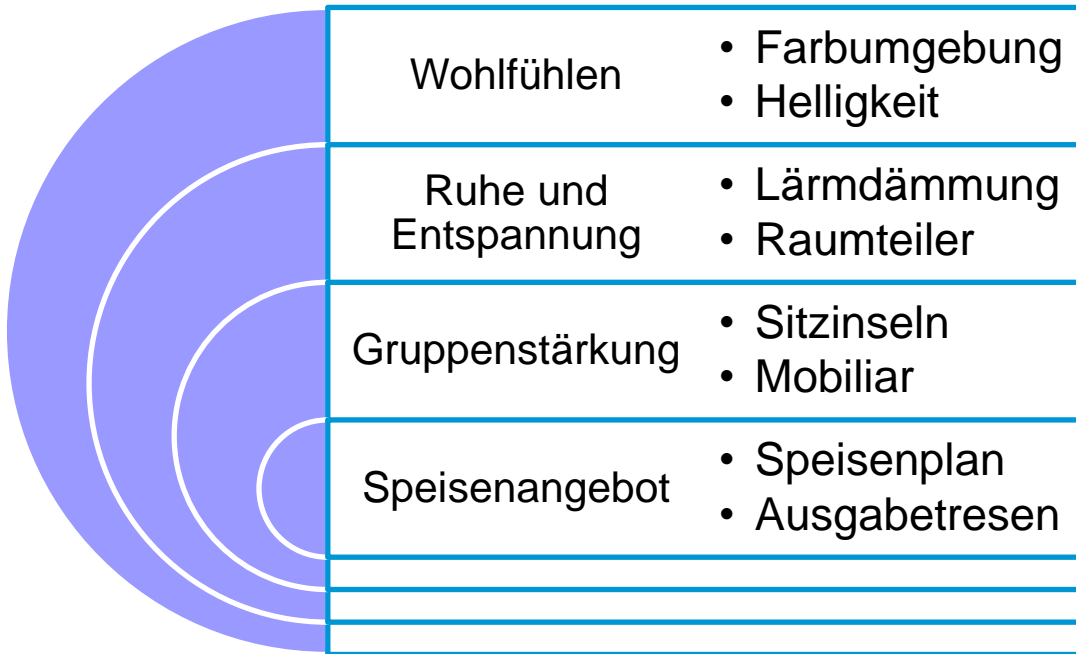 Wohlfühlen
• Farbumgebung
• Helligkeit
Ruhe und
Entspannung
• Lärmdämmung
• Raumteiler
Gruppenstärkung
• Sitzinseln
• Mobiliar
Speisenangebot
• Speisenplan
• Ausgabetresen